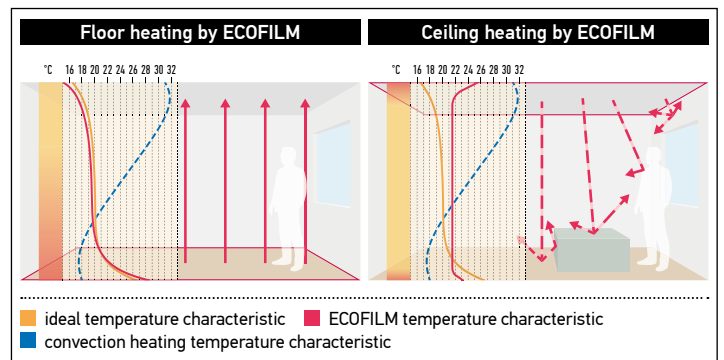 Floor heating by ECOFILM
Ceiling heating by ECOFILM
°C 16 18 20 22 24 26 28 30 32
°C 16 18 20 22 24 26 28 30 32
ideal temperature characteristic ECOFILM temperature characteristic
convection heating temperature characteristic